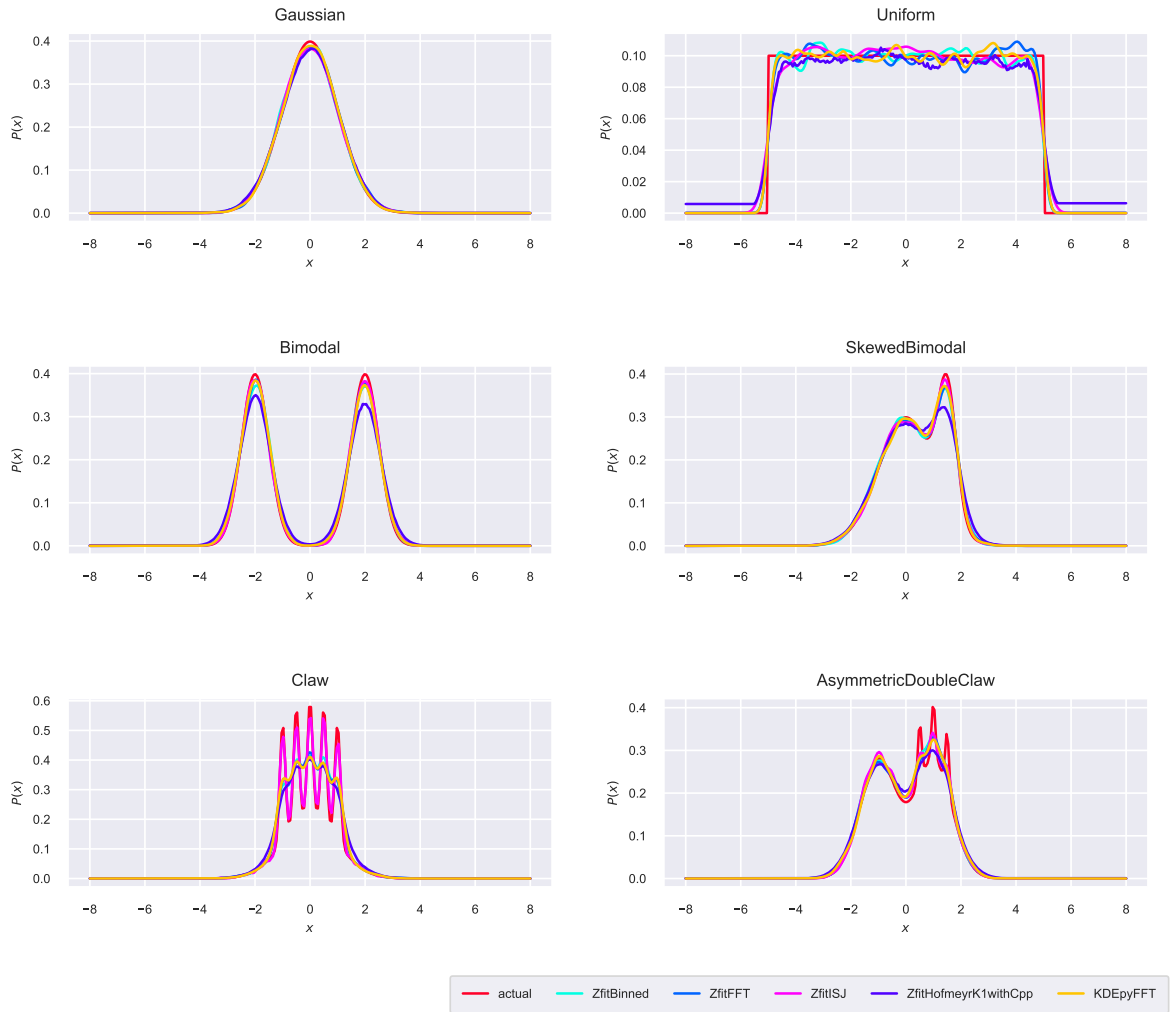 Gaussian
Uniform
0.4
0.3
0.2
0.1
0.0
P(x)
−8 −6 −4 −2 0 2 4 6 8
x
0.10
0.08
0.06
0.04
0.02
0.00
P(x)
−8 −6 −4 −2 0 2 4 6 8
x
Bimodal
SkewedBimodal
0.4
0.3
0.2
0.1
0.0
P(x)
−8 −6 −4 −2 0 2 4 6 8
x
0.4
0.3
0.2
0.1
0.0
P(x)
−8 −6 −4 −2 0 2 4 6 8
x
Claw
AsymmetricDoubleClaw
0.6
0.5
0.4
0.3
0.2
0.1
0.0
P(x)
−8 −6 −4 −2 0 2 4 6 8
x
0.4
0.3
0.2
0.1
0.0
P(x)
−8 −6 −4 −2 0 2 4 6 8
x
actual ZfitBinned ZfitFFT ZfitISJ ZfitHofmeyrK1withCpp KDEpyFFT